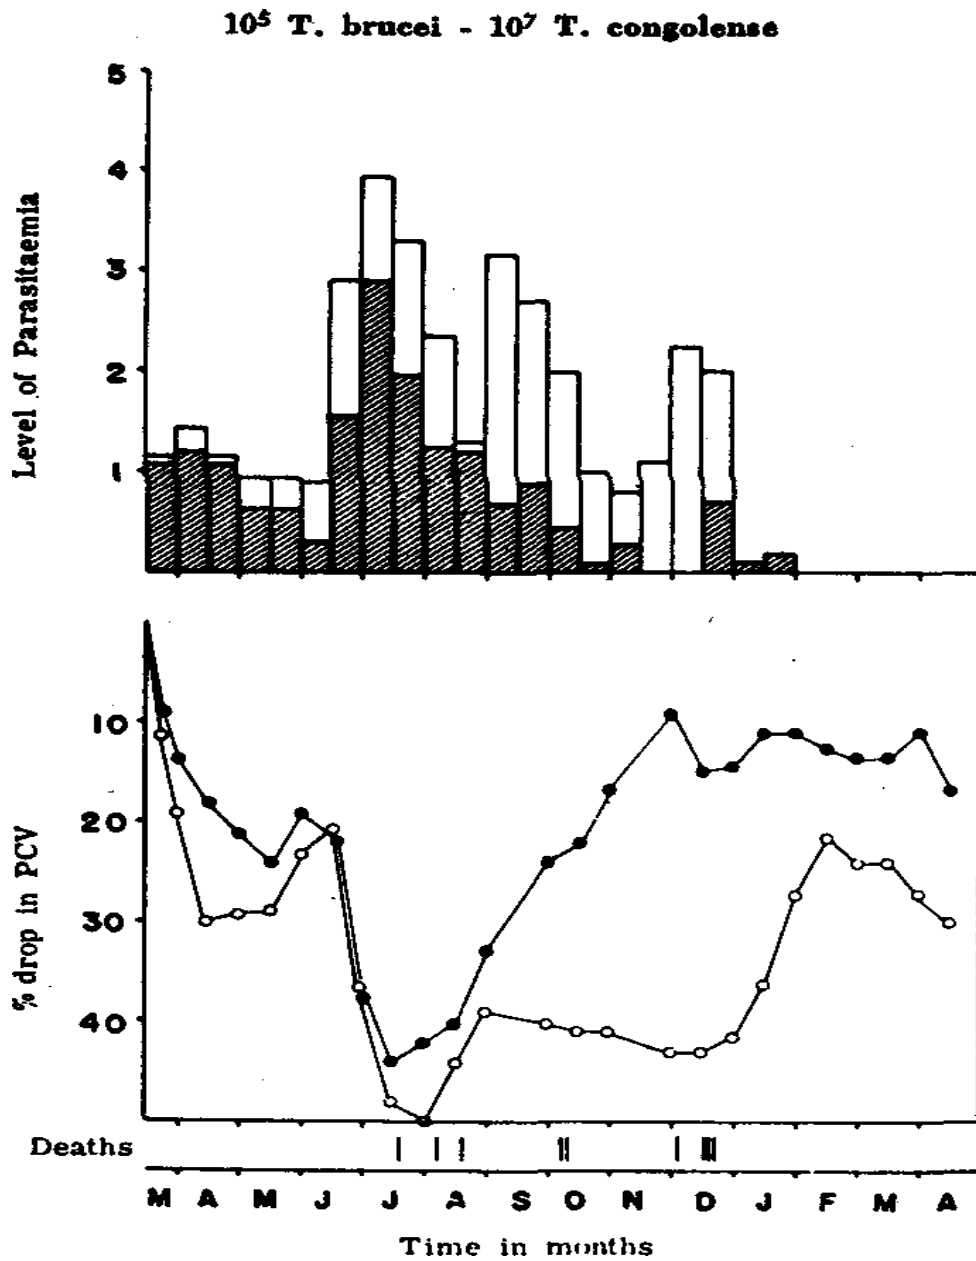 10⁵ T. brucei - 10⁷ T. congolense
5
4
3
2
1
Level of Parasitaemia
10
20
30
40
% drop in PCV
Deaths
M A M J J A S O N D J F M A
Time in months